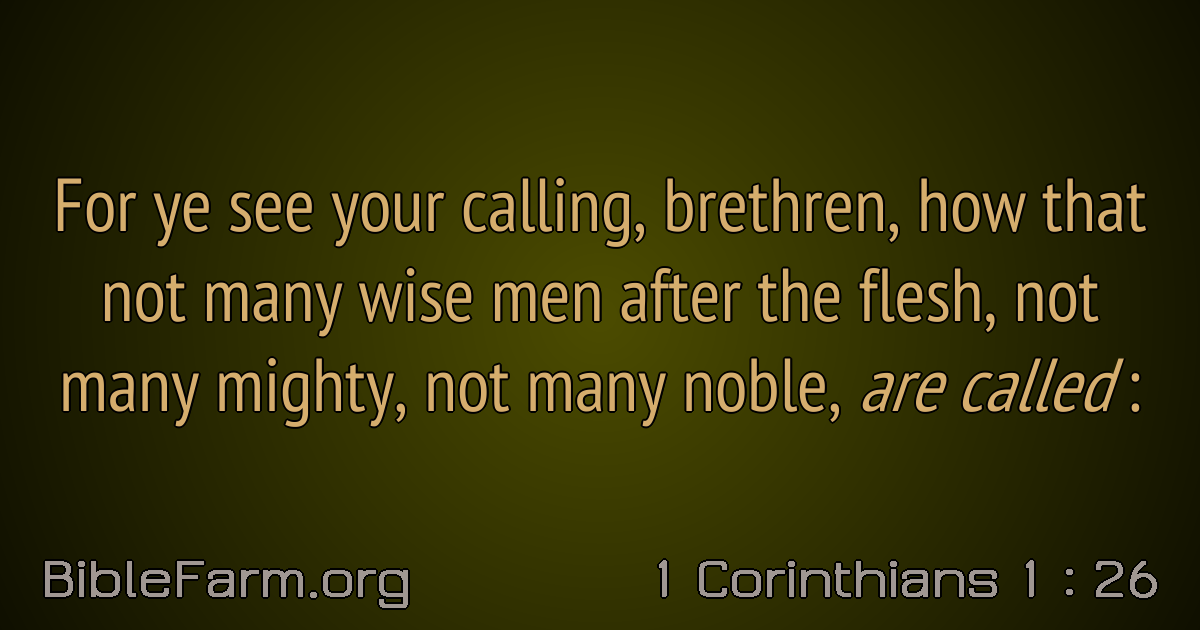 For ye see your calling, brethren, how that
not many wise men after the flesh, not
many mighty, not many noble, are called :
BibleFarm.org
1 Corinthians 1 : 26